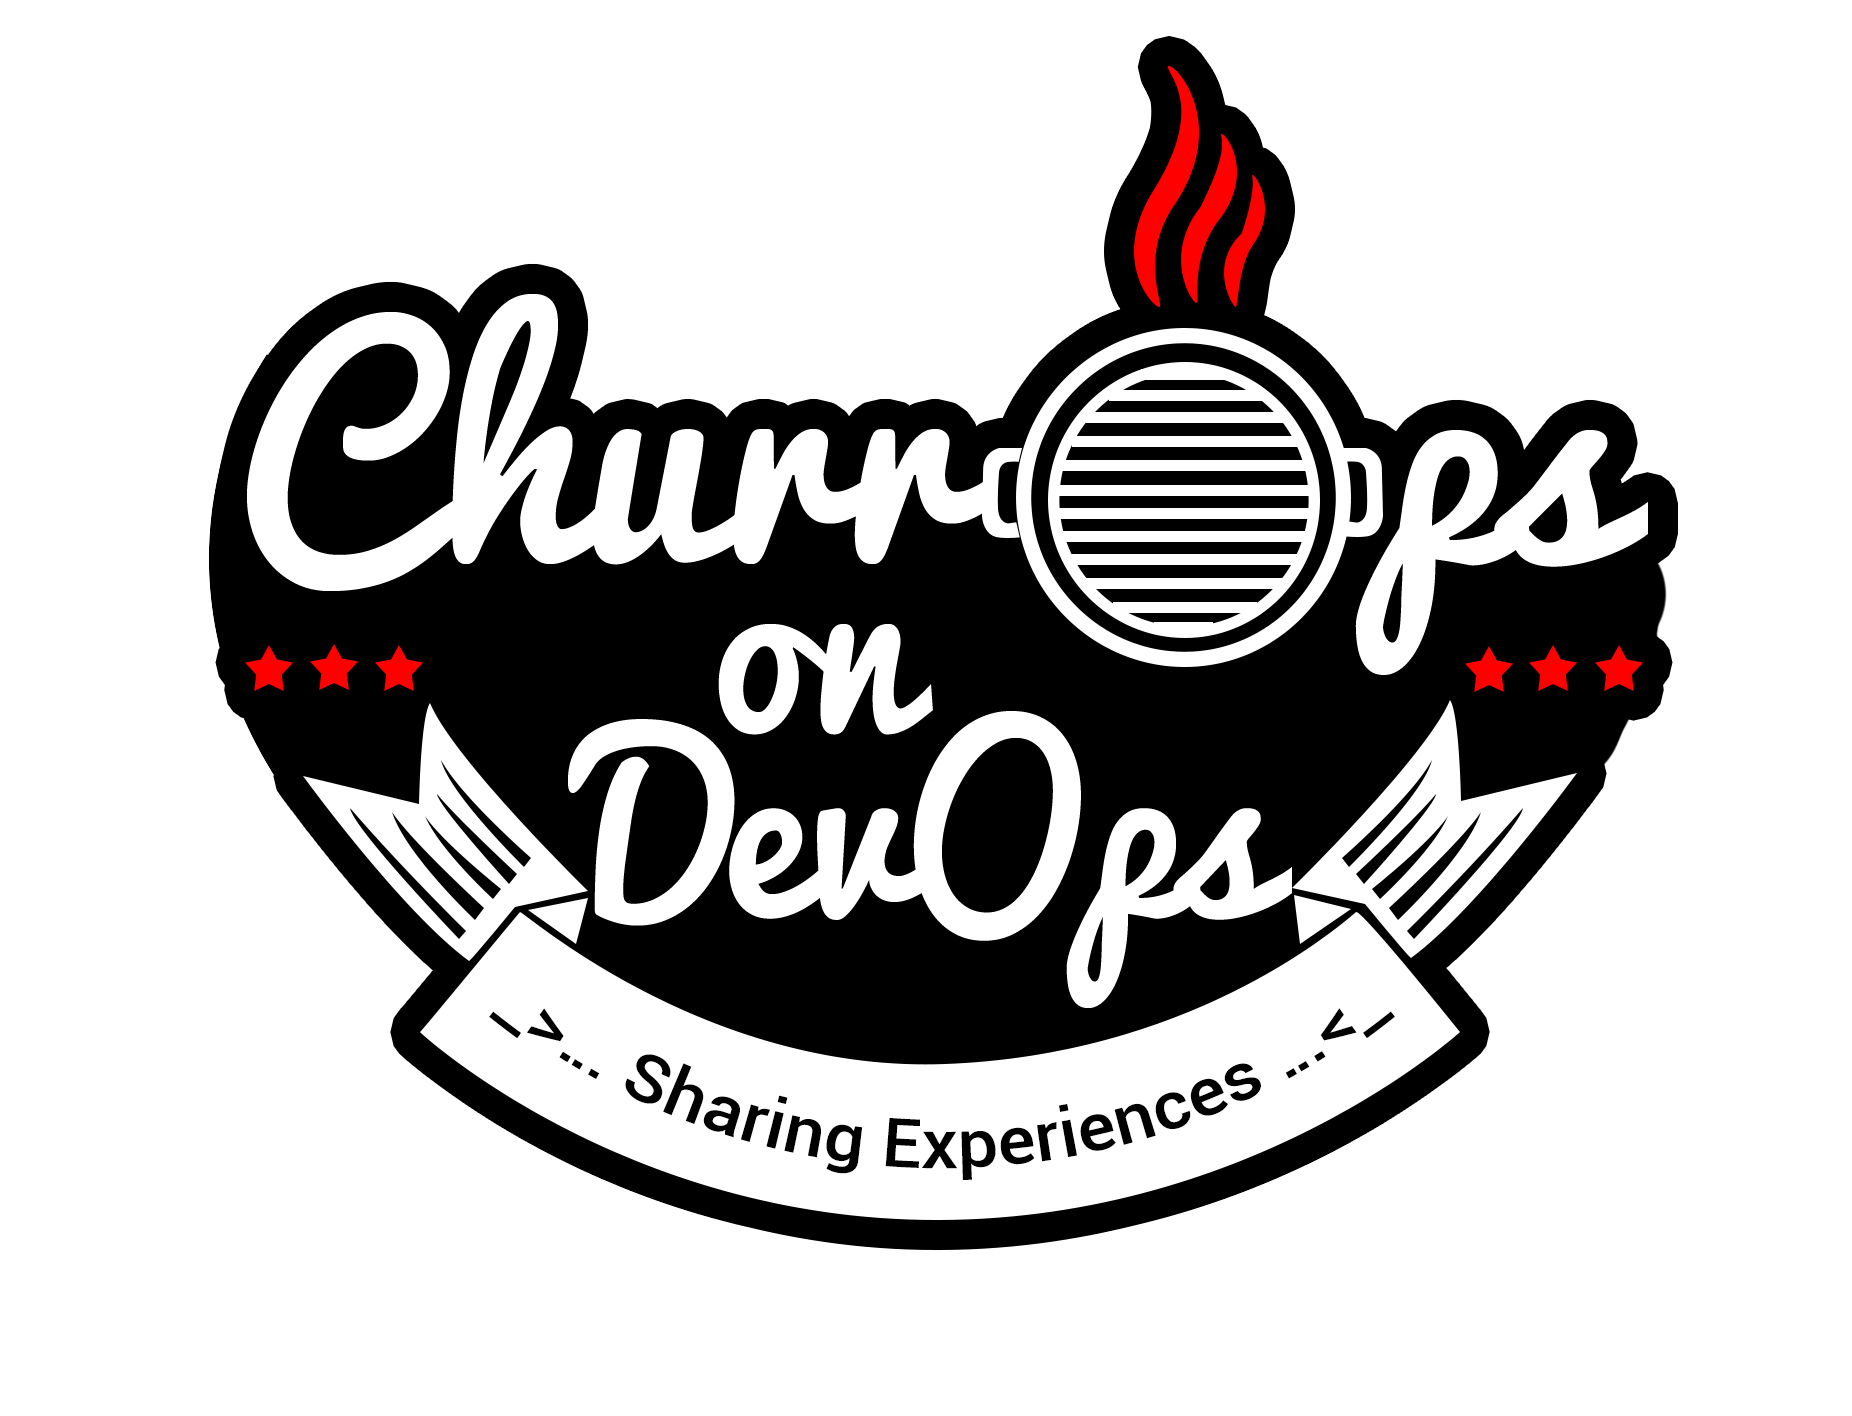 ChurrOps
on
DevOps
_>... Sharing Experiences ...<_